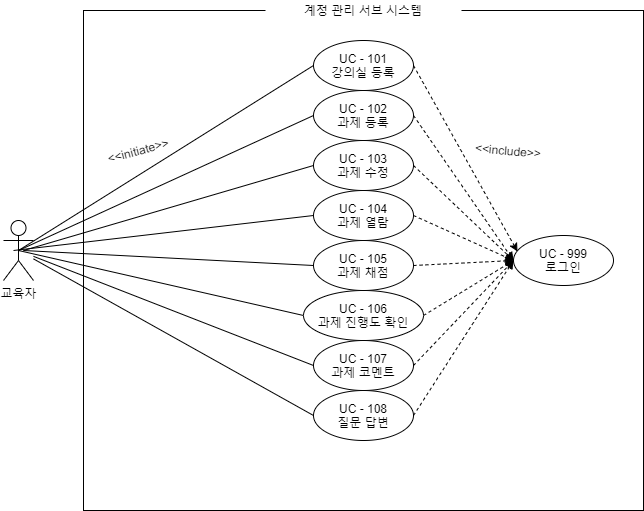 계정 관리 서브 시스템
UC - 101
강의실 등록
UC - 102
과제 등록
<<initiate>>
<<include>>
UC - 103
과제 수정
UC - 104
과제 열람
UC - 105
과제 채점
UC - 999
로그인
교육자
UC - 106
과제 진행도 확인
UC - 107
과제 코멘트
UC - 108
질문 답변